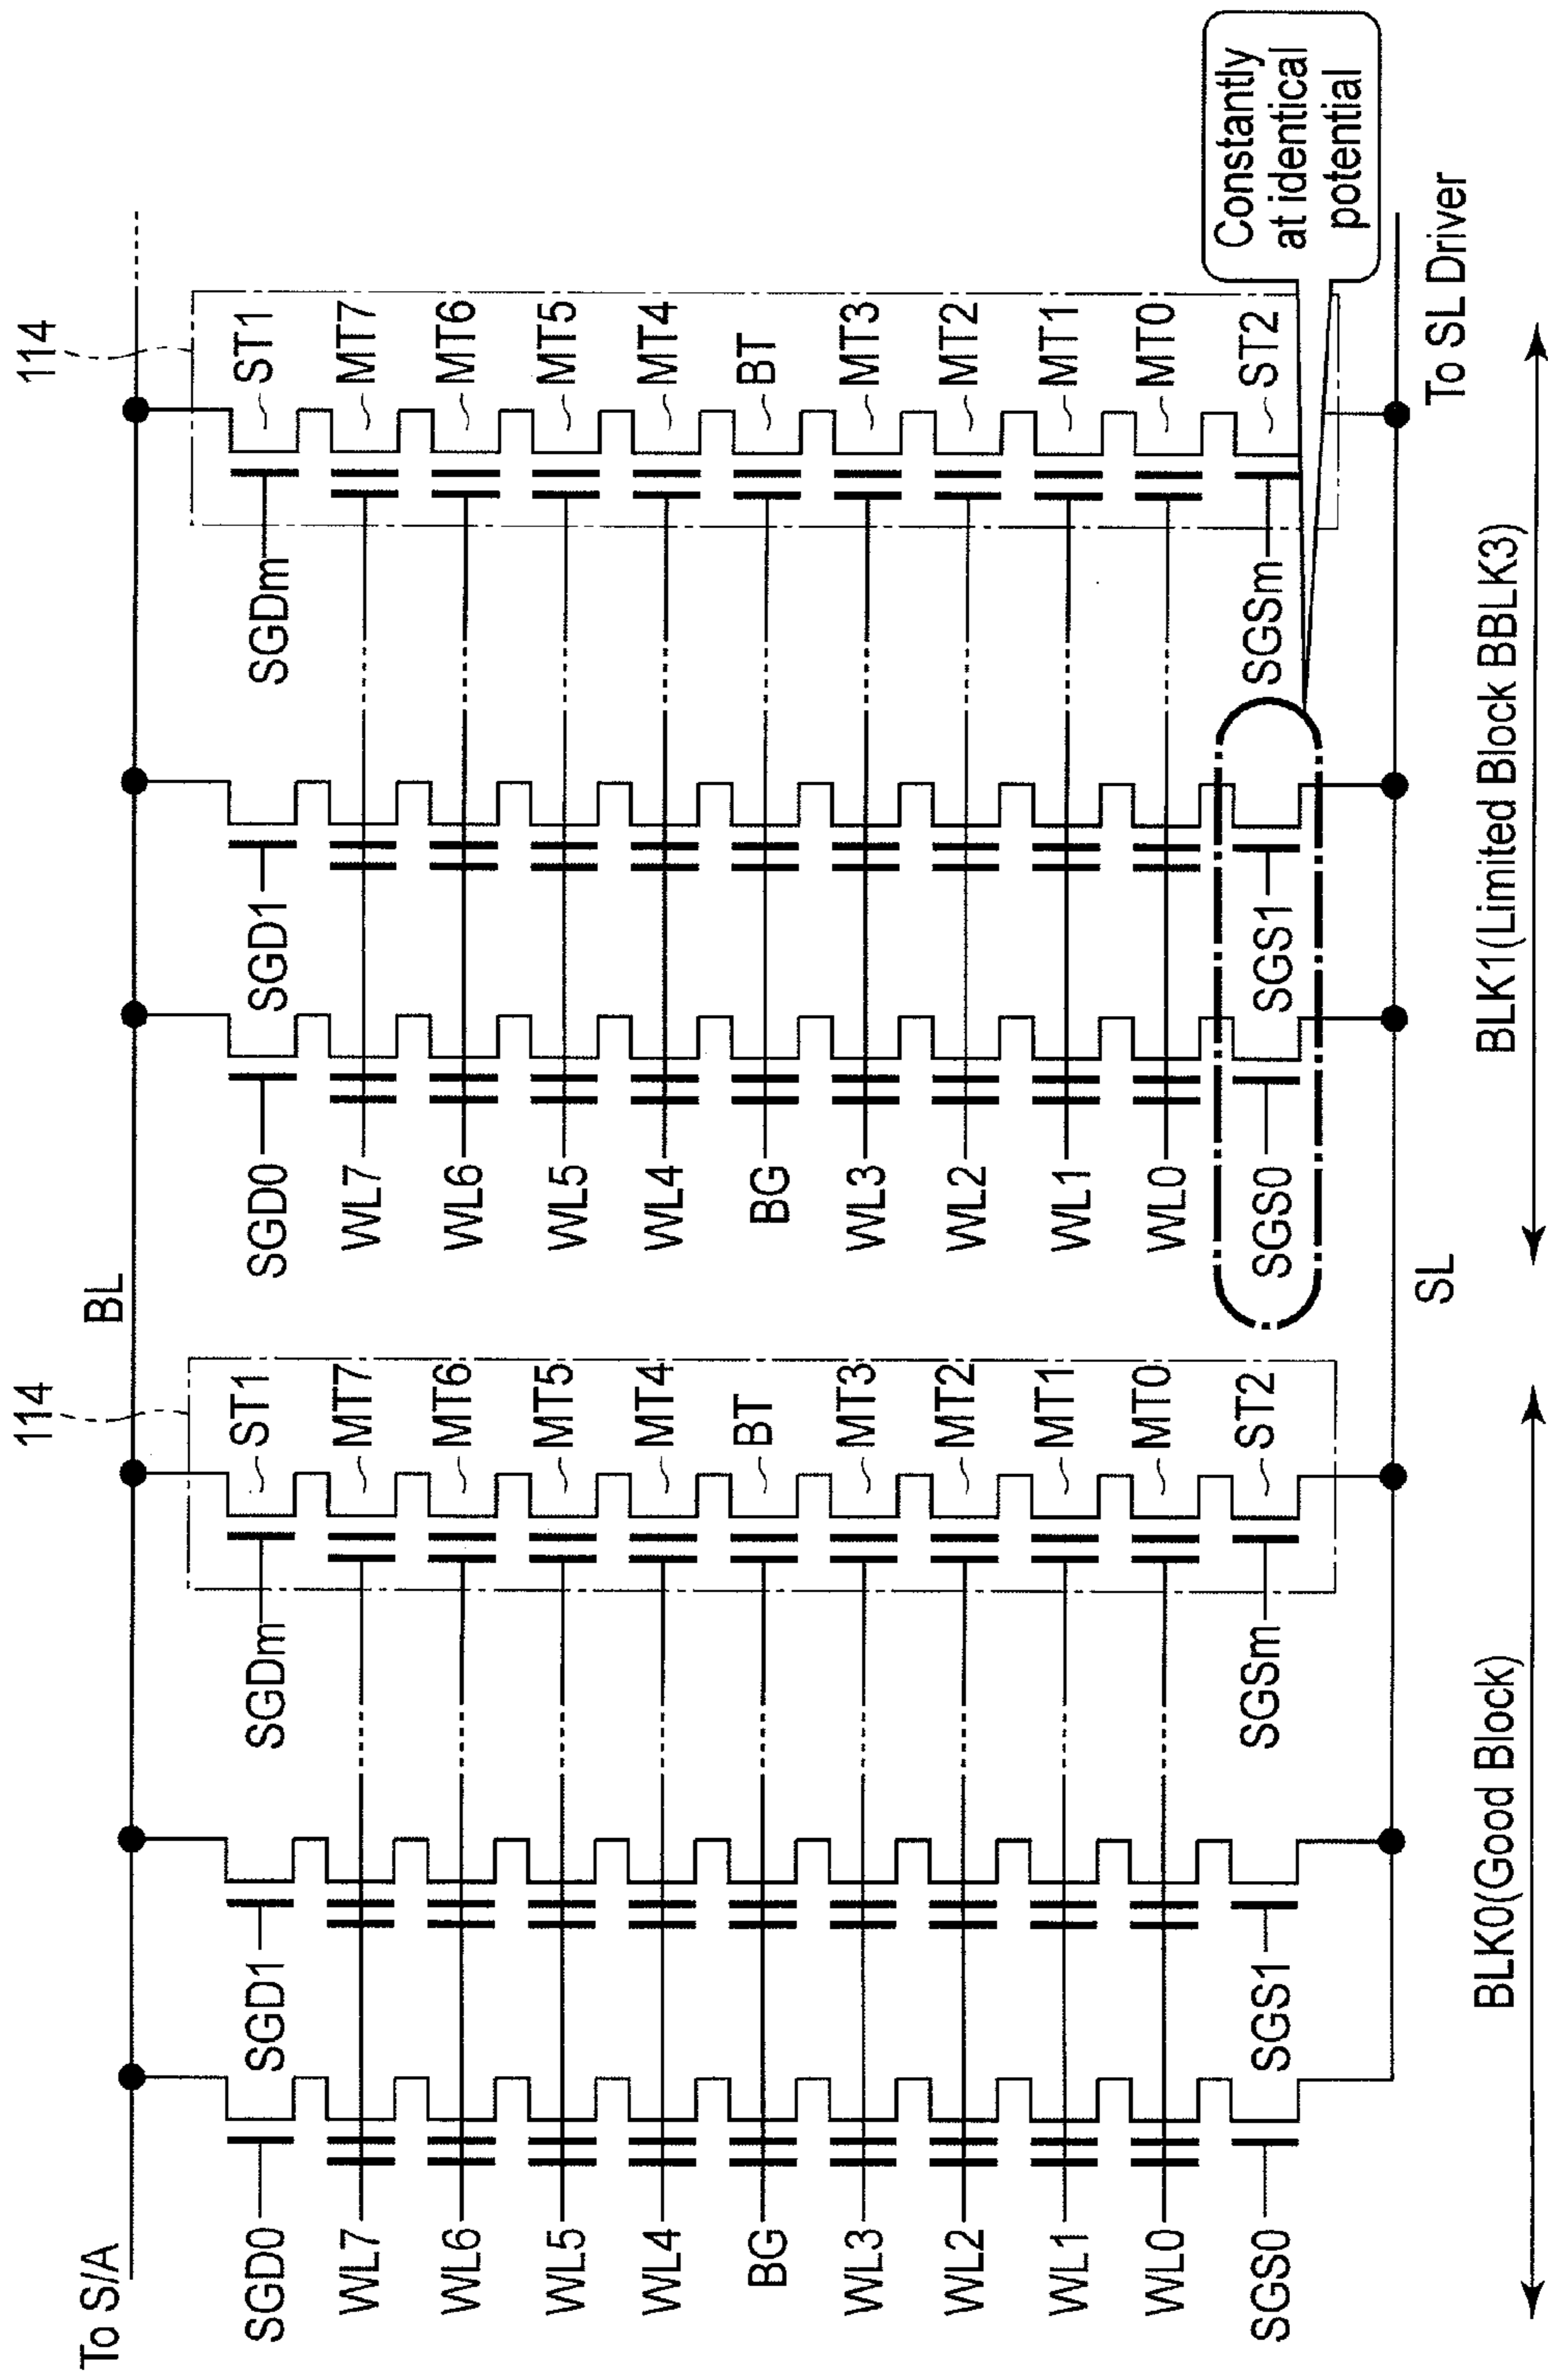 To S/A
BL
114
114
SGD0
SGD1
SGDm
ST1
SGD0
SGD1
SGDm
ST1
WL7
MT7
WL7
MT7
WL6
MT6
WL6
MT6
WL5
MT5
WL5
MT5
WL4
MT4
WL4
MT4
BG
BT
BG
BT
WL3
MT3
WL3
MT3
WL2
MT2
WL2
MT2
WL1
MT1
WL1
MT1
WL0
MT0
WL0
MT0
SGS0
SGS1
SGSm
ST2
SGS0
SGS1
SGSm
ST2
Constantly
at identical
potential
SL
To SL Driver
BLK0(Good Block)
BLK1(Limited Block BBLK3)